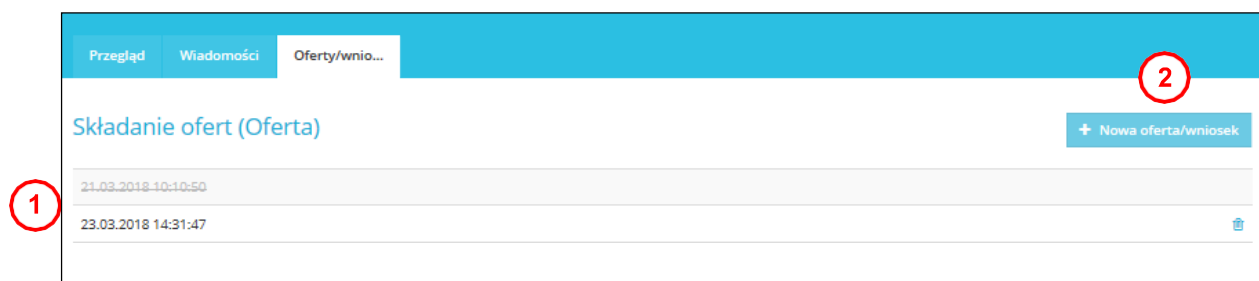 Przegląd Wiadomości Oferty/wnio...
2
Składanie ofert (Oferta)
+ Nowa oferta/wniosek
21.03.2018 10:10:50
1
23.03.2018 14:31:47